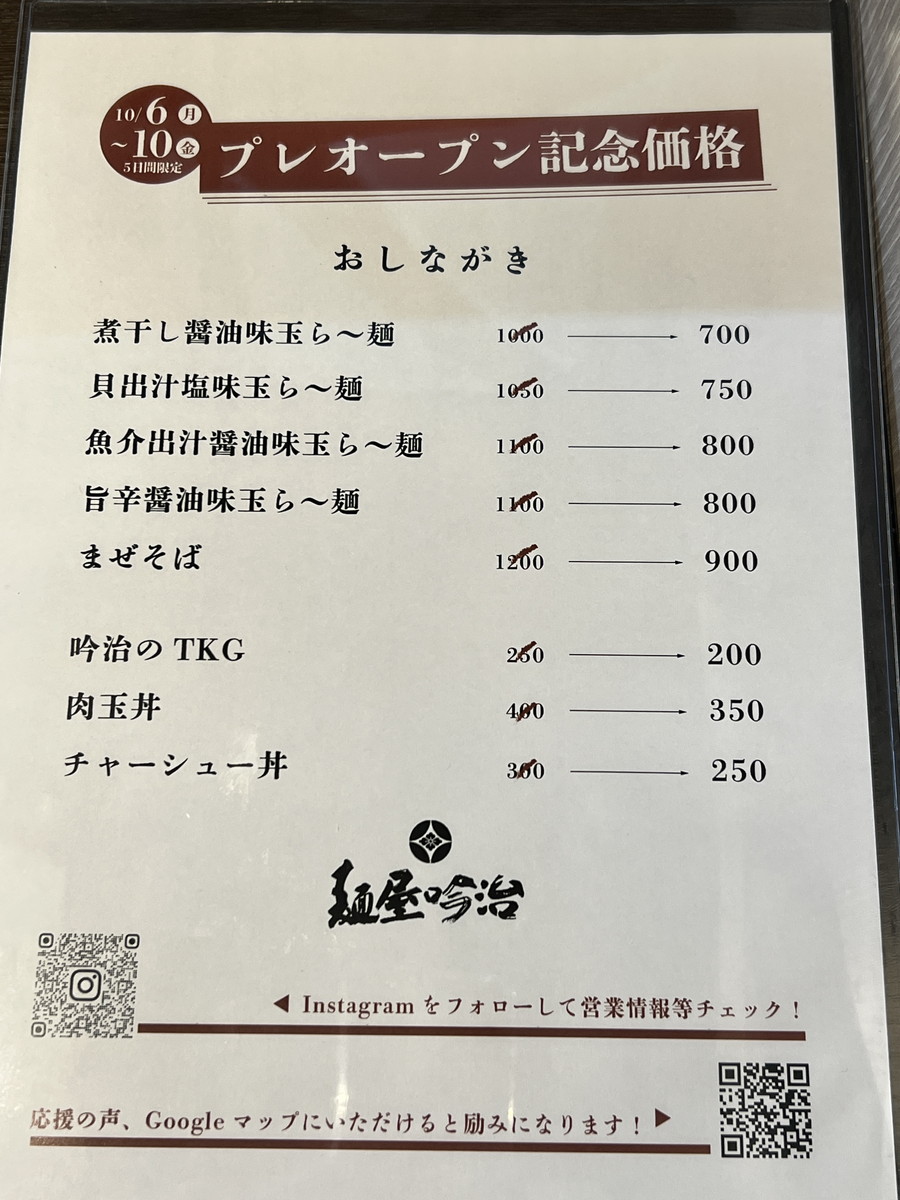 10/6 月
~10 金
5日間限定
プレオープン記念価格
おしながき
煮干し醤油味玉ら〜麺 1000 → 700
貝出汁塩味玉ら〜麺 1050 → 750
魚介出汁醤油味玉ら〜麺 1100 → 800
旨辛醤油味玉ら〜麺 1100 → 800
まぜそば 1200 → 900
吟治の TKG 250 → 200
肉玉丼 400 → 350
チャーシュー丼 300 → 250
麺屋吟治
◀ Instagram をフォローして営業情報等チェック！
応援の声、Google マップにいただけると励みになります！ ▶